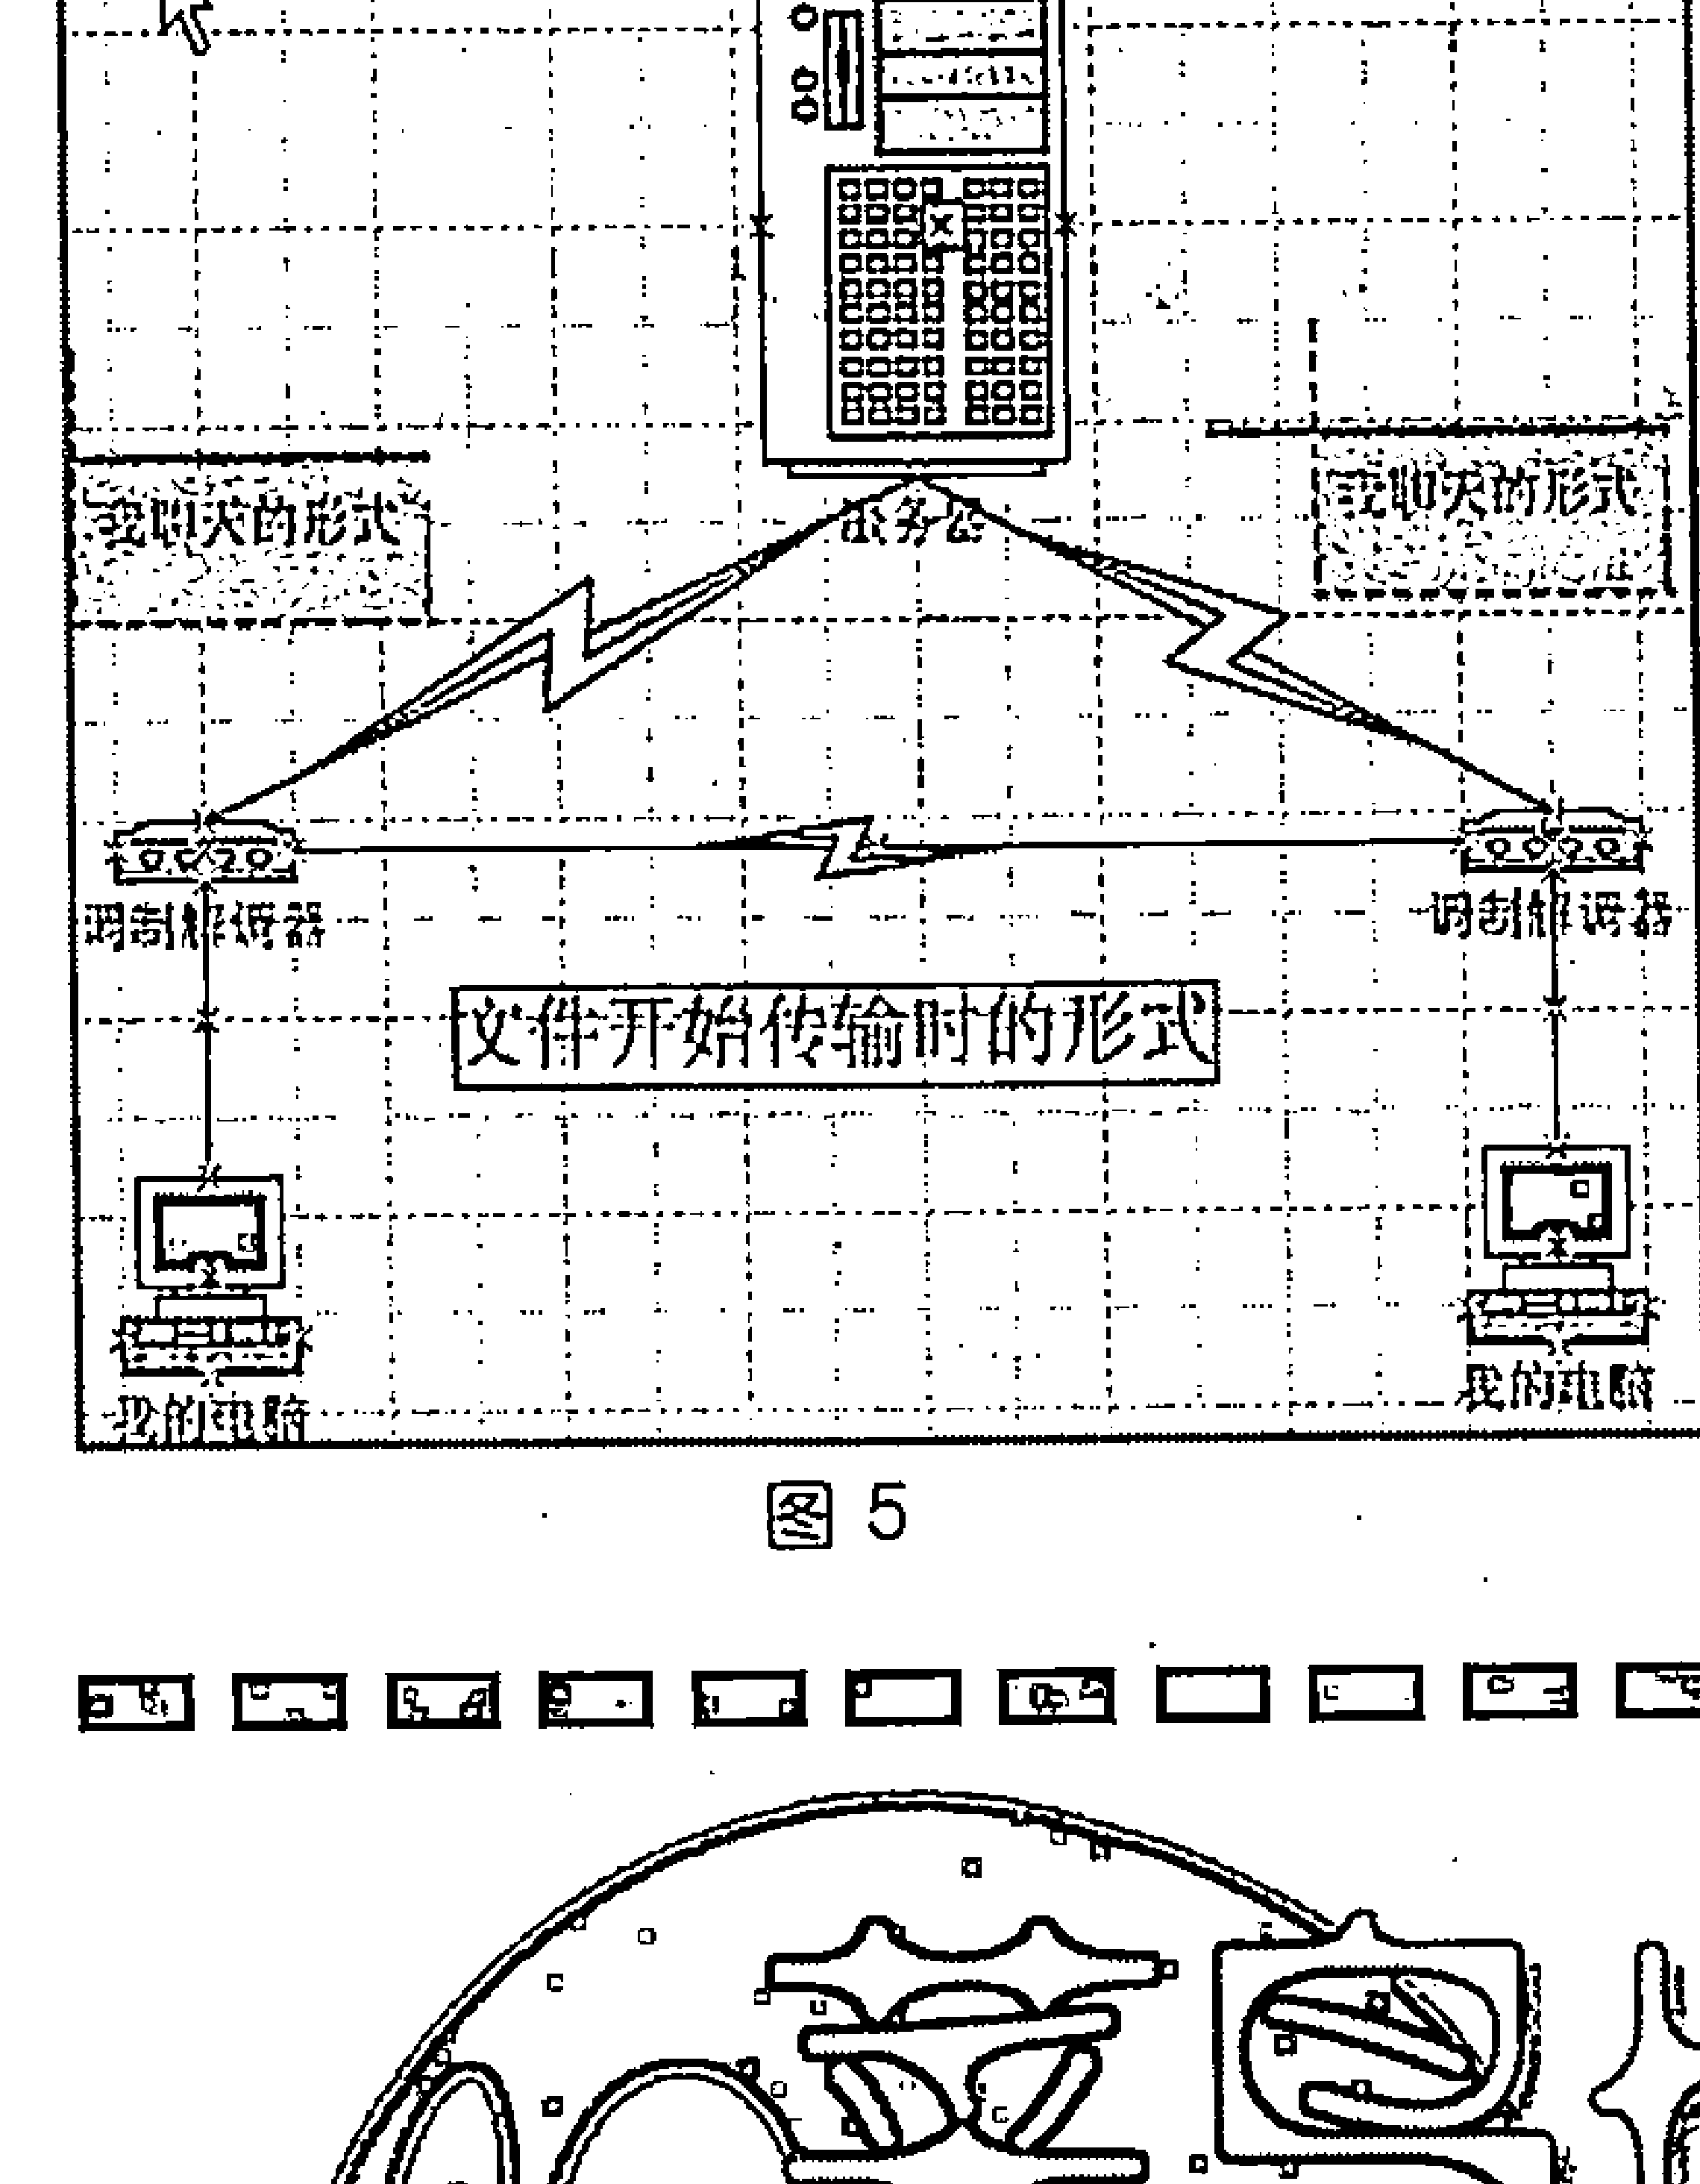 变聊天的形式
变聊天的形式
服务器
调制解调器
调制解调器
文件开始传输时的形式
我的电脑
我的电脑
图 5